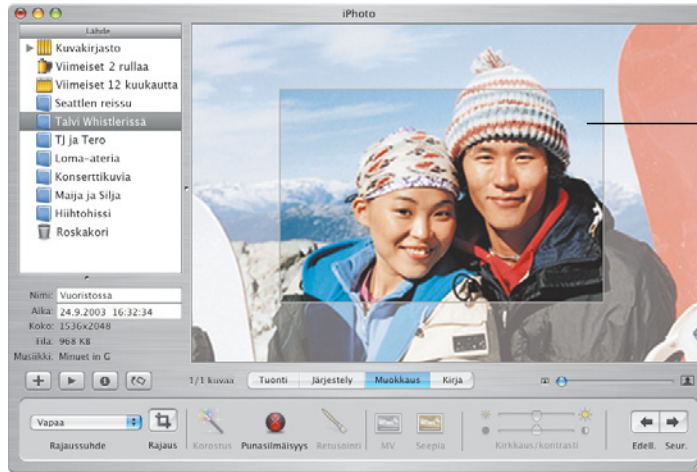 iPhoto
Lähde
Kuvakirjasto
Viimeiset 2 rullaa
Viimeiset 12 kuukautta
Seattlen reissu
Talvi Whistlerissä
TJ ja Tero
Loma-ateria
Konserttikuvia
Maija ja Silja
Hiihtohissi
Roskakori
Nimi: Vuoristossa
Aika: 24.9.2003 16:32:34
Koko: 1536x2048
Tila: 968 KB
Musiikki: Minuet in G
1/1 kuvaa Tuonti Järjestely Muokkaus Kirja
Vapaa
Rajaussuhde Rajaus Korostus Punasilmäisyys Retusointi MV Seepia Kirkkaus/kontrasti Edell. Seur.